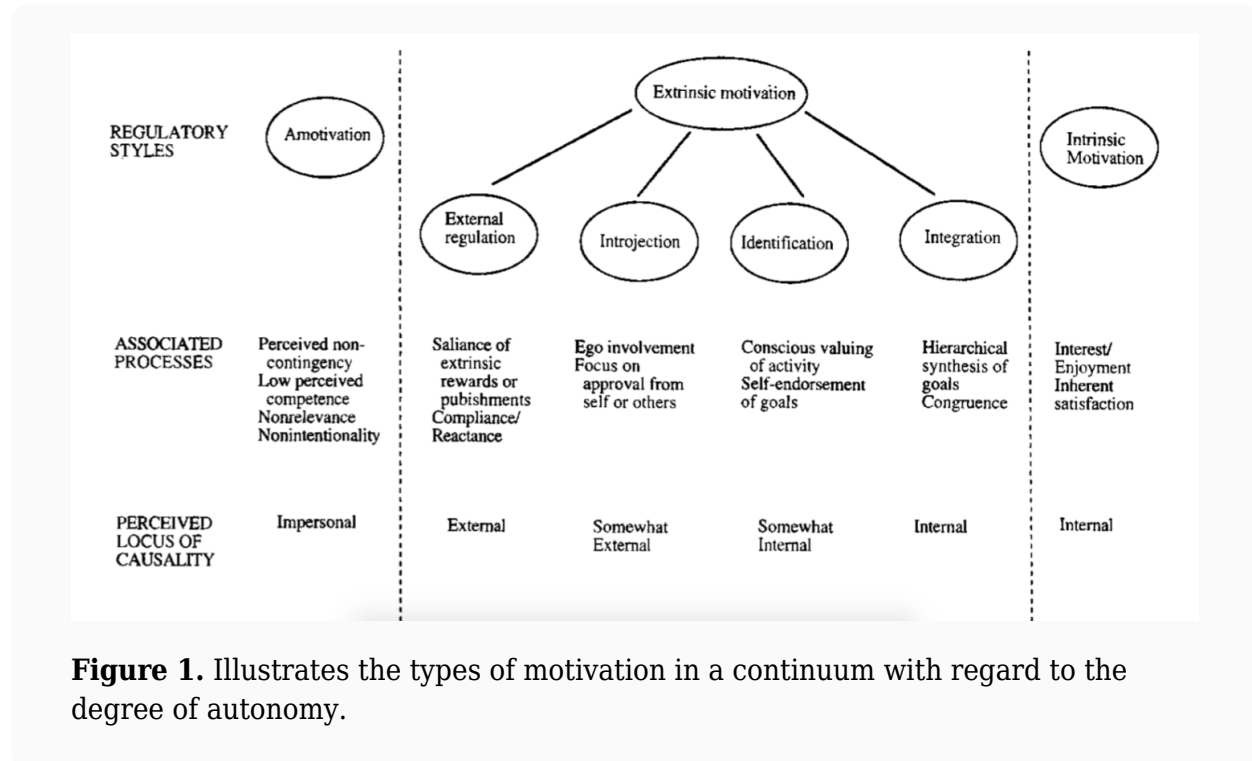 Extrinsic motivation
REGULATORY
STYLES
Amotivation
Intrinsic
Motivation
External
regulation
Introjection
Identification
Integration
ASSOCIATED
PROCESSES
Perceived non-
contingency
Low perceived
competence
Nonrelevance
Nonintentionality
Saliance of
extrinsic
rewards or
pubishments
Compliance/
Reactance
Ego involvement
Focus on
approval from
self or others
Conscious valuing
of activity
Self-endorsement
of goals
Hierarchical
synthesis of
goals
Congruence
Interest/
Enjoyment
Inherent
satisfaction
PERCEIVED
LOCUS OF
CAUSALITY
Impersonal
External
Somewhat
External
Somewhat
Internal
Internal
Internal
Figure 1. Illustrates the types of motivation in a continuum with regard to the
degree of autonomy.